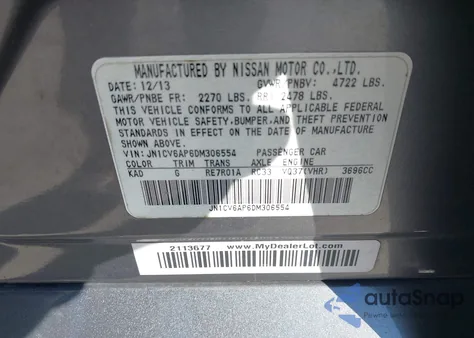 MANUFACTURED BY NISSAN MOTOR CO.,LTD.
DATE: 12/13 GVWR/PNBV: 4722 LBS.
GAWR/PNBE FR: 2270 LBS. RR: 2478 LBS.
THIS VEHICLE CONFORMS TO ALL APPLICABLE FEDERAL
MOTOR VEHICLE SAFETY,BUMPER,AND THEFT PREVENTION
STANDARDS IN EFFECT ON THE DATE OF MANUFACTURE
SHOWN ABOVE.
VIN: JN1CV6AP6DM306554 PASSENGER CAR
COLOR TRIM TRANS AXLE ENGINE
KAD G RE7R01A RC33 VQ37(VHR) 3696CC
JN1CV6AP6DM306554
2113677 www.MyDealerLot.com
autoSnap